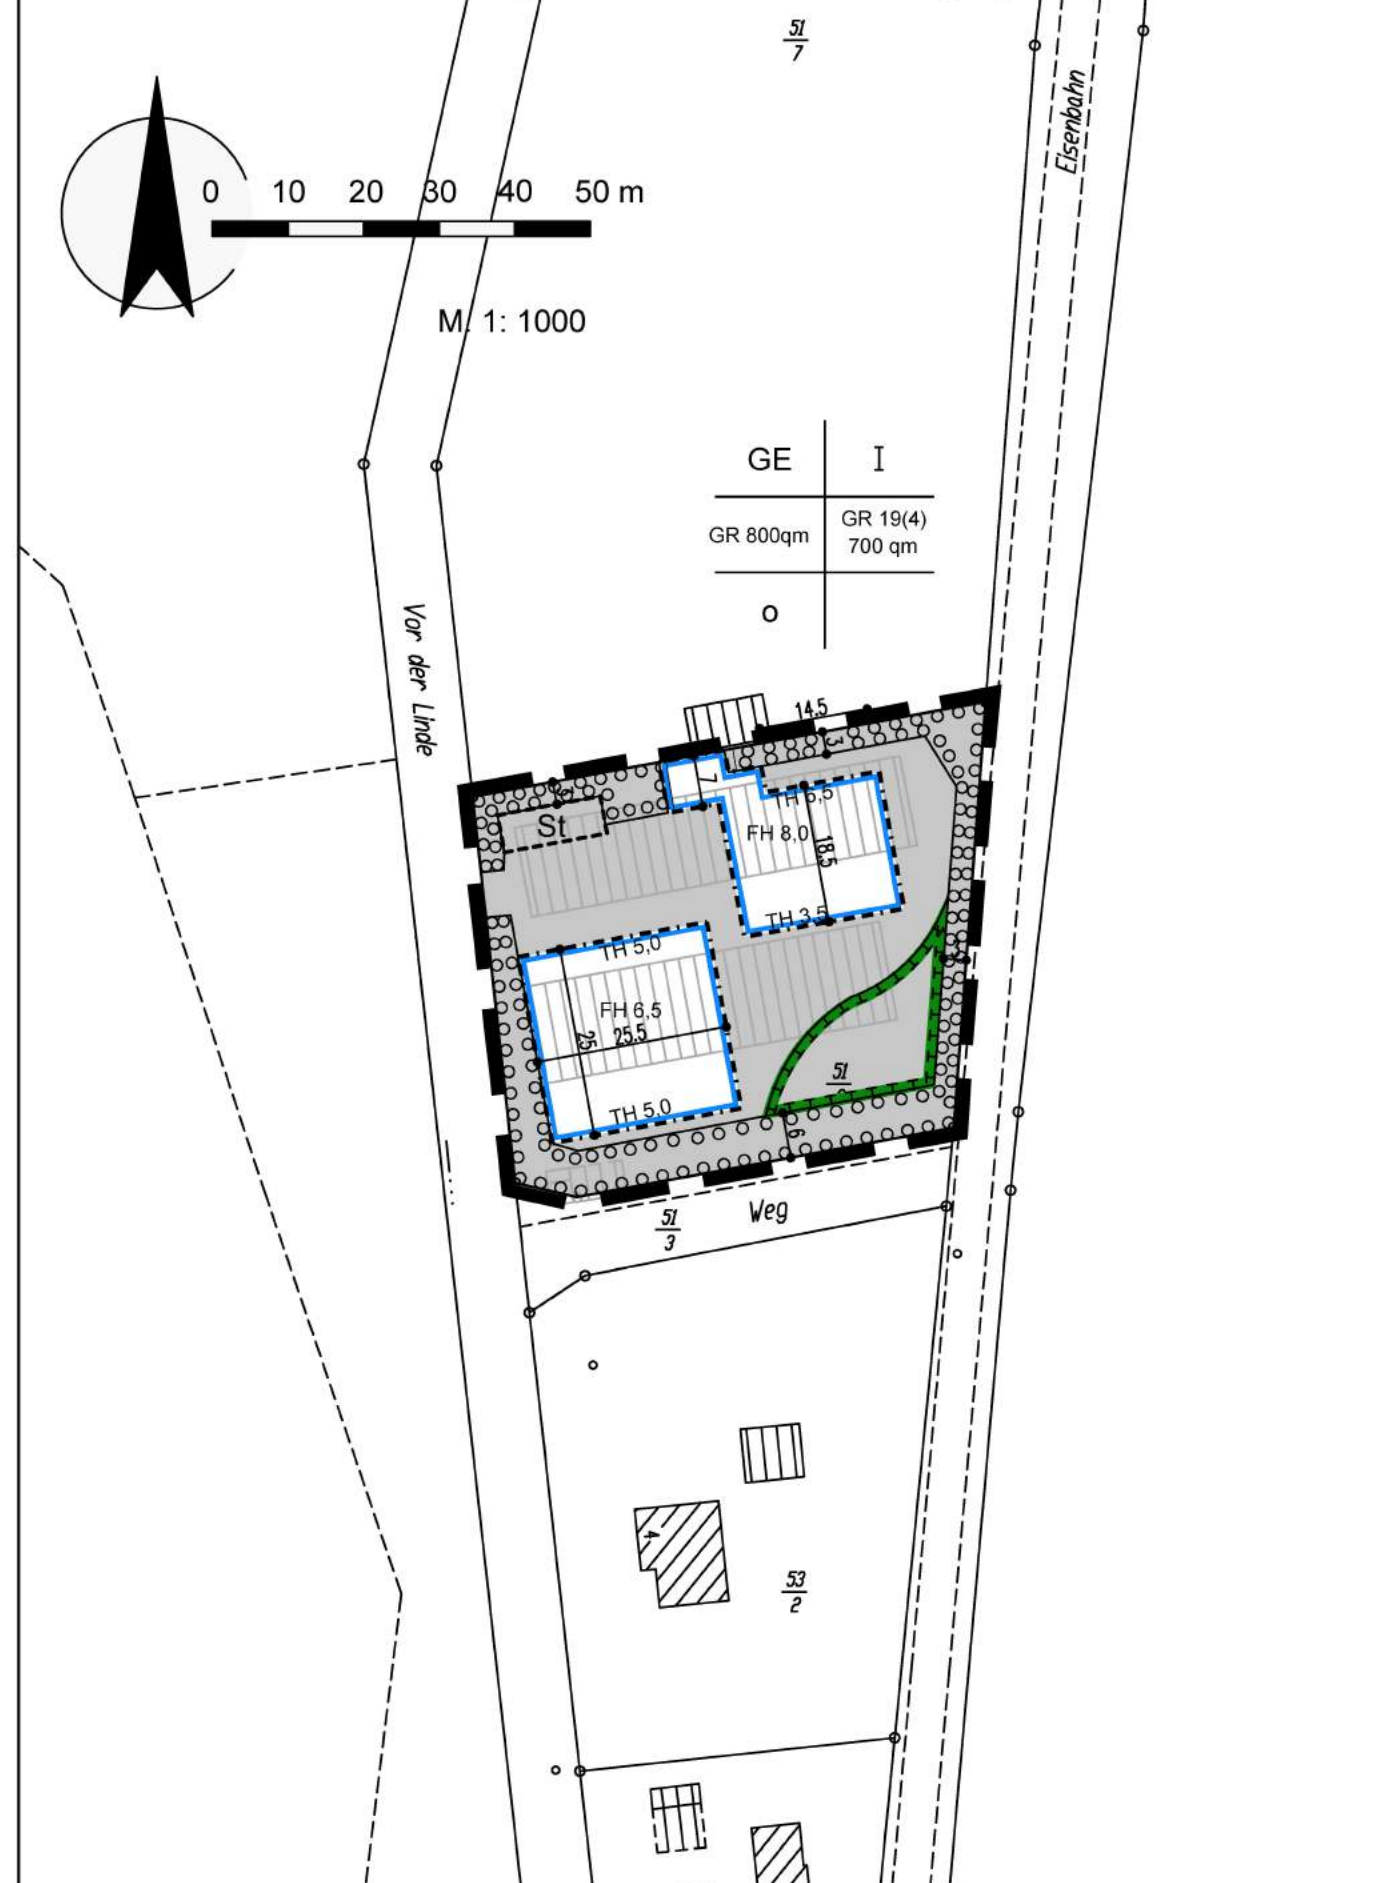 51
7
Eisenbahn
0 10 20 30 40 50 m
M. 1: 1000
GE I
GR 800qm
GR 19(4)
700 qm
o
Vor der Linde
14.5
3
7
St
TH 6,5
FH 8,0
18.5
TH 3,5
TH 5,0
FH 6,5
25
25.5
TH 5,0
51
6
Weg
51
3
4
53
2